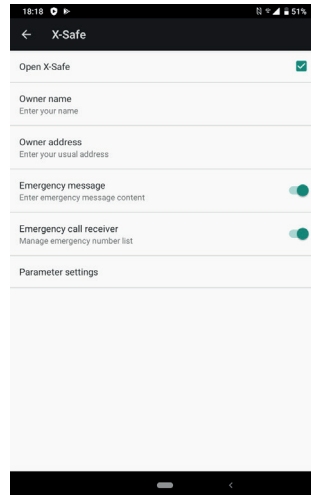 18:18 51%
X-Safe
Open X-Safe
Owner name
Enter your name
Owner address
Enter your usual address
Emergency message
Enter emergency message content
Emergency call receiver
Manage emergency number list
Parameter settings